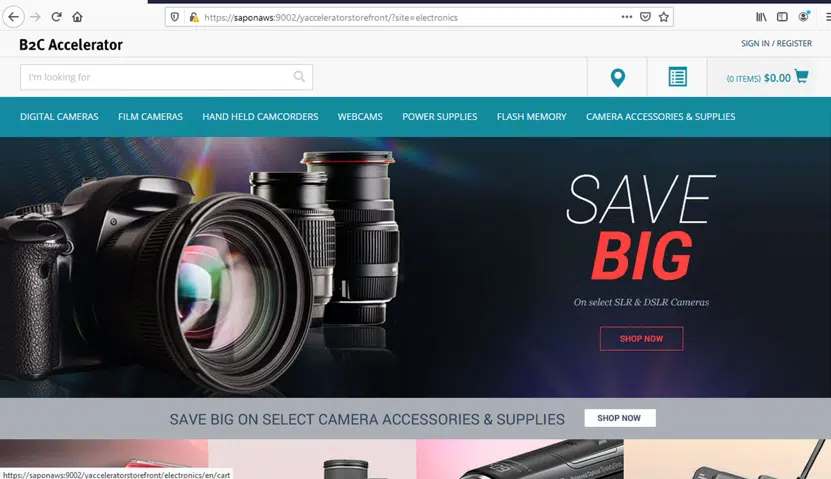 https://saponaws:9002/yacceleratorstorefront/?site=electronics
B2C Accelerator
SIGN IN / REGISTER
I'm looking for
(0 ITEMS) $0.00
DIGITAL CAMERAS FILM CAMERAS HAND HELD CAMCORDERS WEBCAMS POWER SUPPLIES FLASH MEMORY CAMERA ACCESSORIES & SUPPLIES
SAVE
BIG
On select SLR & DSLR Cameras
SHOP NOW
SAVE BIG ON SELECT CAMERA ACCESSORIES & SUPPLIES SHOP NOW
https://saponaws:9002/yacceleratorstorefront/electronics/en/cart